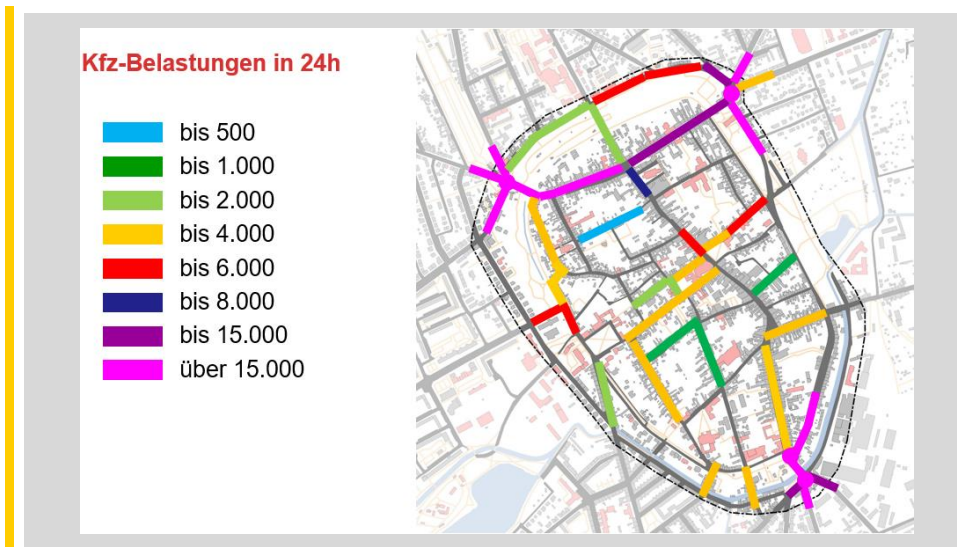 Kfz-Belastungen in 24h
bis 500
bis 1.000
bis 2.000
bis 4.000
bis 6.000
bis 8.000
bis 15.000
über 15.000